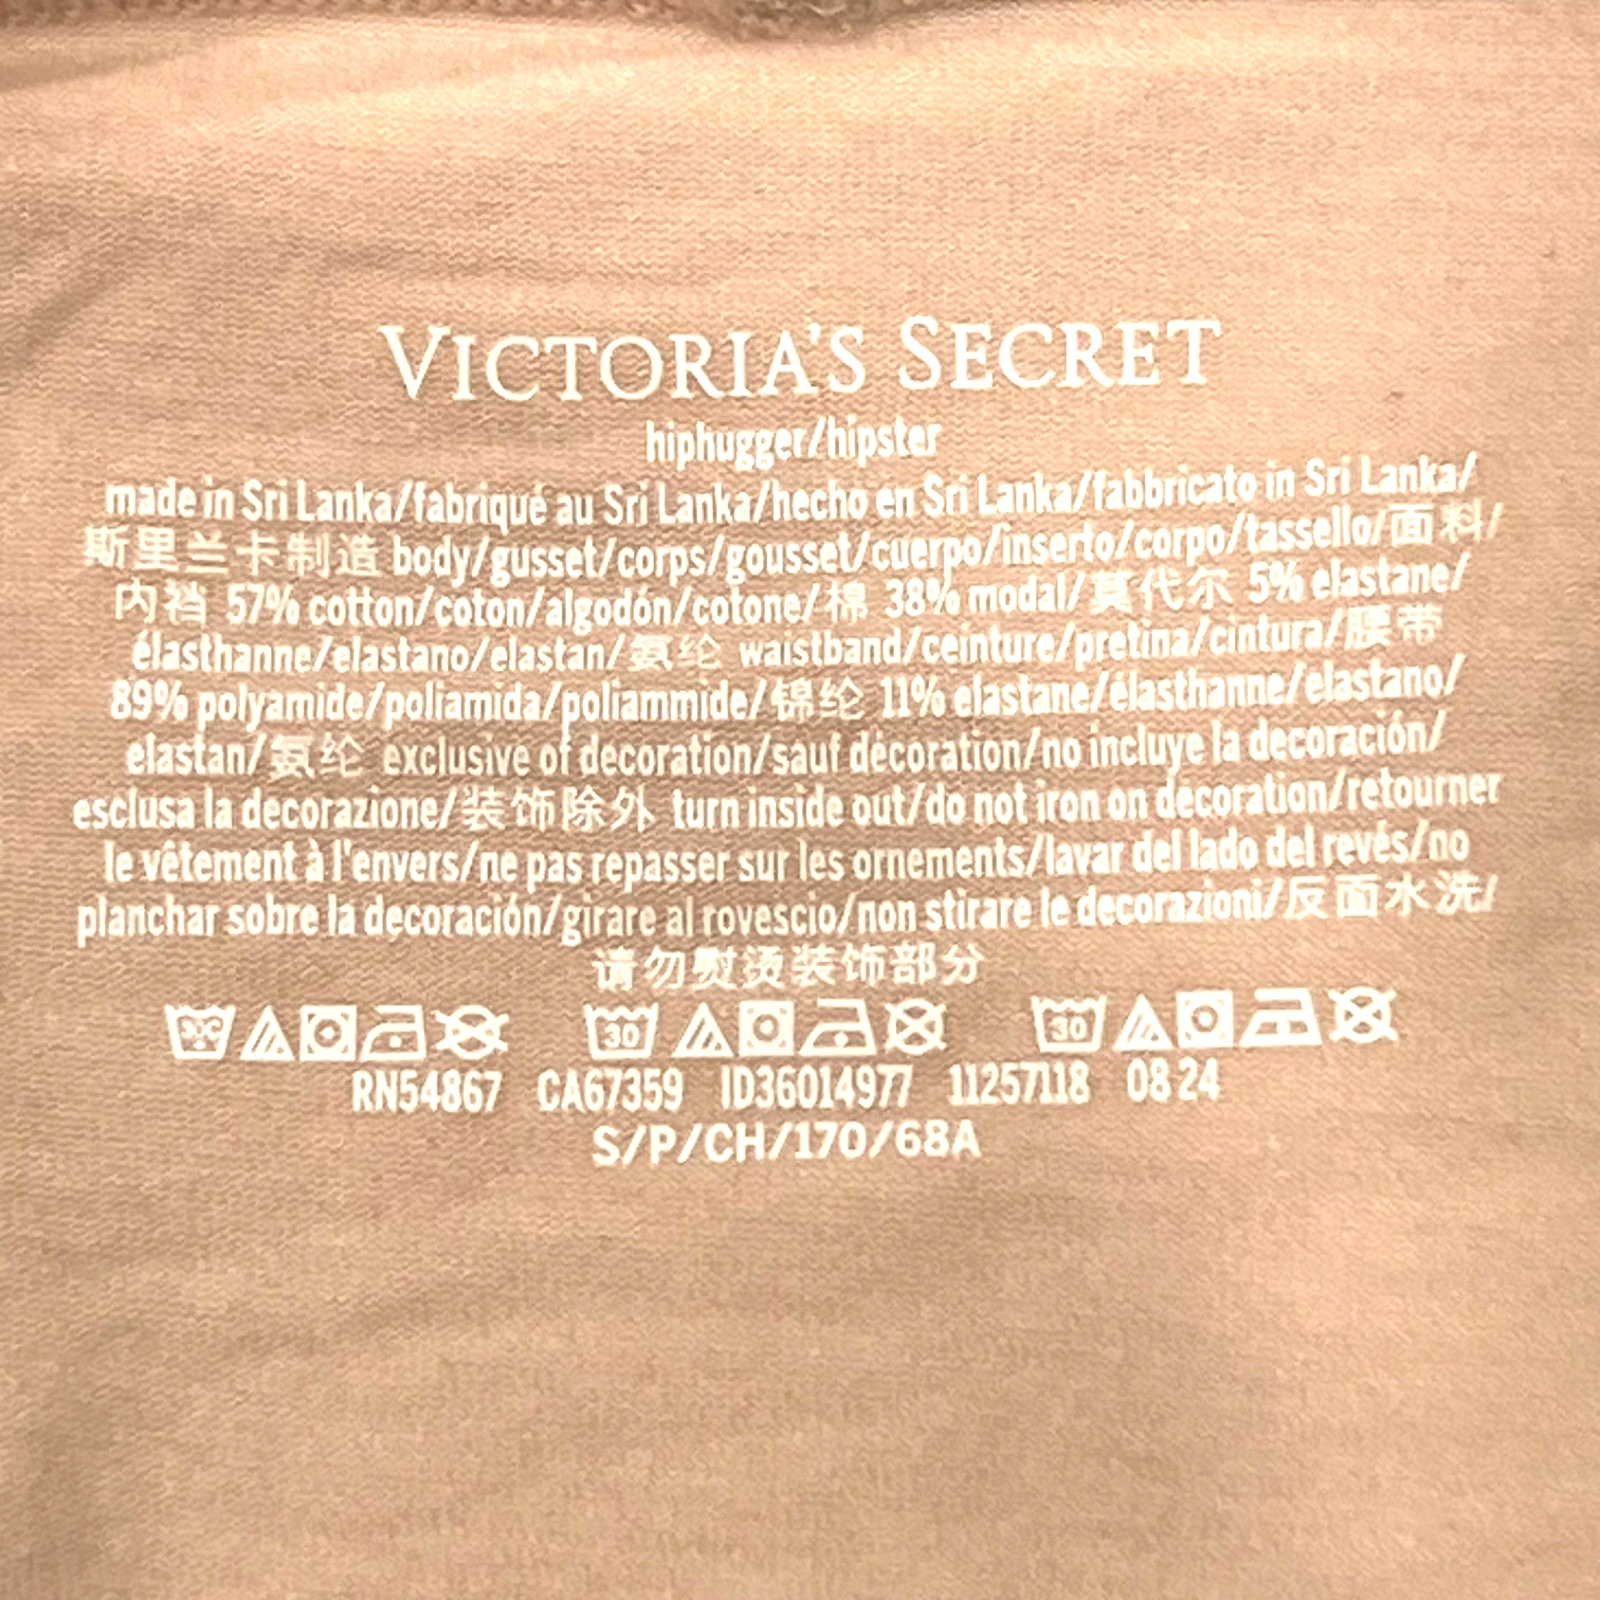 VICTORIA'S SECRET
hiphugger/hipster
made in Sri Lanka/fabriqué au Sri Lanka/hecho en Sri Lanka/fabbricato in Sri Lanka/
斯里兰卡制造 body/gusset/corps/gousset/cuerpo/inserto/corpo/tassello/面料/
内裆 57% cotton/coton/algodón/cotone/棉 38% modal/莫代尔 5% elastane/
élasthanne/elastano/elastan/氨纶 waistband/ceinture/pretina/cintura/腰带
89% polyamide/poliamida/poliammide/锦纶 11% elastane/élasthanne/elastano/
elastan/氨纶 exclusive of decoration/sauf décoration/no incluye la decoración/
esclusa la decorazione/装饰除外 turn inside out/do not iron on decoration/retourner
le vêtement à l'envers/ne pas repasser sur les ornements/lavar del lado del revés/no
planchar sobre la decoración/girare al rovescio/non stirare le decorazioni/反面水洗/
请勿熨烫装饰部分
30 30
RN54867 CA67359 ID36014977 11257118 08 24
S/P/CH/170/68A